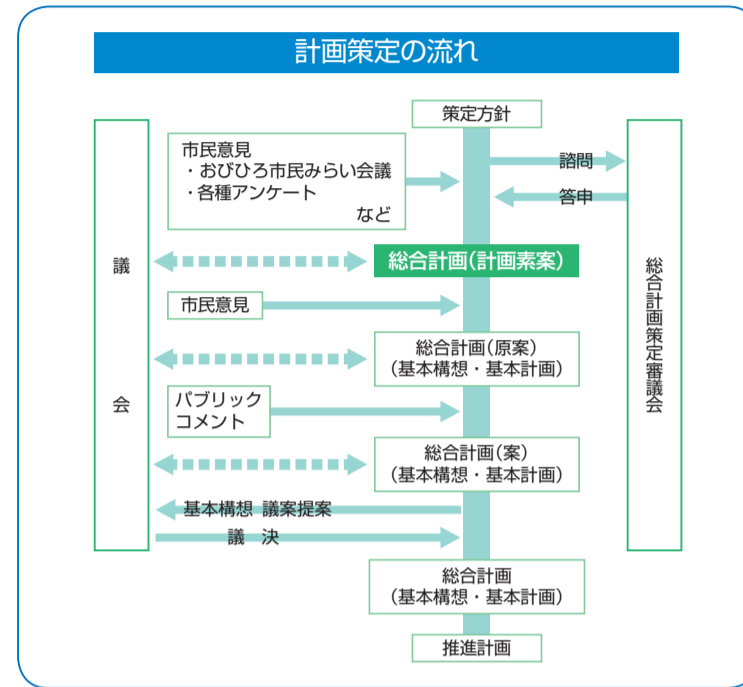 計画策定の流れ
策定方針
市民意見
・おびひろ市民みらい会議
・各種アンケート
など
諮問
答申
議会
総合計画(計画素案)
総合計画策定審議会
市民意見
総合計画(原案)
(基本構想・基本計画)
パブリック
コメント
総合計画(案)
(基本構想・基本計画)
基本構想 議案提案
議 決
総合計画
(基本構想・基本計画)
推進計画